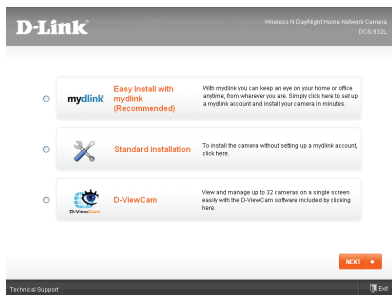 D-Link
Wireless N Day/Night Home Network Camera
DCS-932L
mydlink
Easy Install with
mydlink
(Recommended)
With mydlink you can keep an eye on your home or office
anytime, from wherever you are. Simply click here to set up
a mydlink account and install your camera in minutes.
Standard installation
To install the camera without setting up a mydlink account,
click here.
D-ViewCam
D-ViewCam
View and manage up to 32 cameras on a single screen
easily with the D-ViewCam software included by clicking
here.
NEXT
Technical Support
Exit